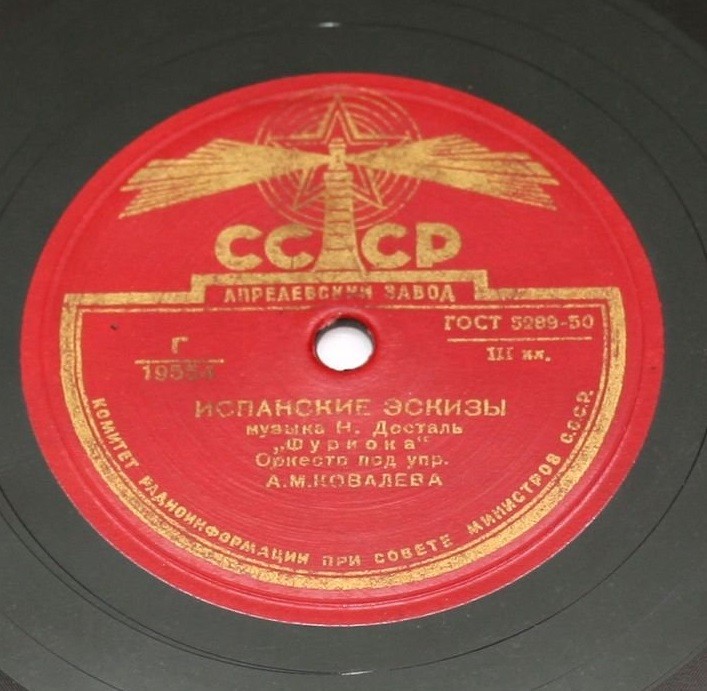 СССР
АПРЕЛЕВСКИЙ ЗАВОД
ГОСТ 5289-50
Г
III кл.
ИСПАНСКИЕ ЭСКИЗЫ
музыка Н. Досталь
„Фуриока“
Оркестр под упр.
А.М.КОВАЛЕВА
КОМИТЕТ РАДИОИНФОРМАЦИИ ПРИ СОВЕТЕ МИНИСТРОВ СССР.